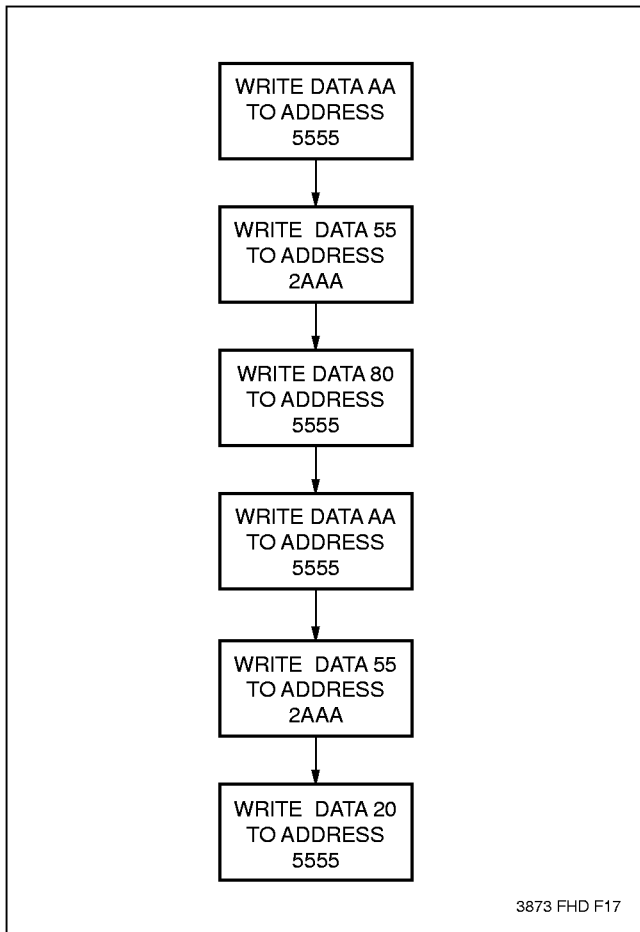 WRITE DATA AA
TO ADDRESS
5555
WRITE DATA 55
TO ADDRESS
2AAA
WRITE DATA 80
TO ADDRESS
5555
WRITE DATA AA
TO ADDRESS
5555
WRITE DATA 55
TO ADDRESS
2AAA
WRITE DATA 20
TO ADDRESS
5555
3873 FHD F17